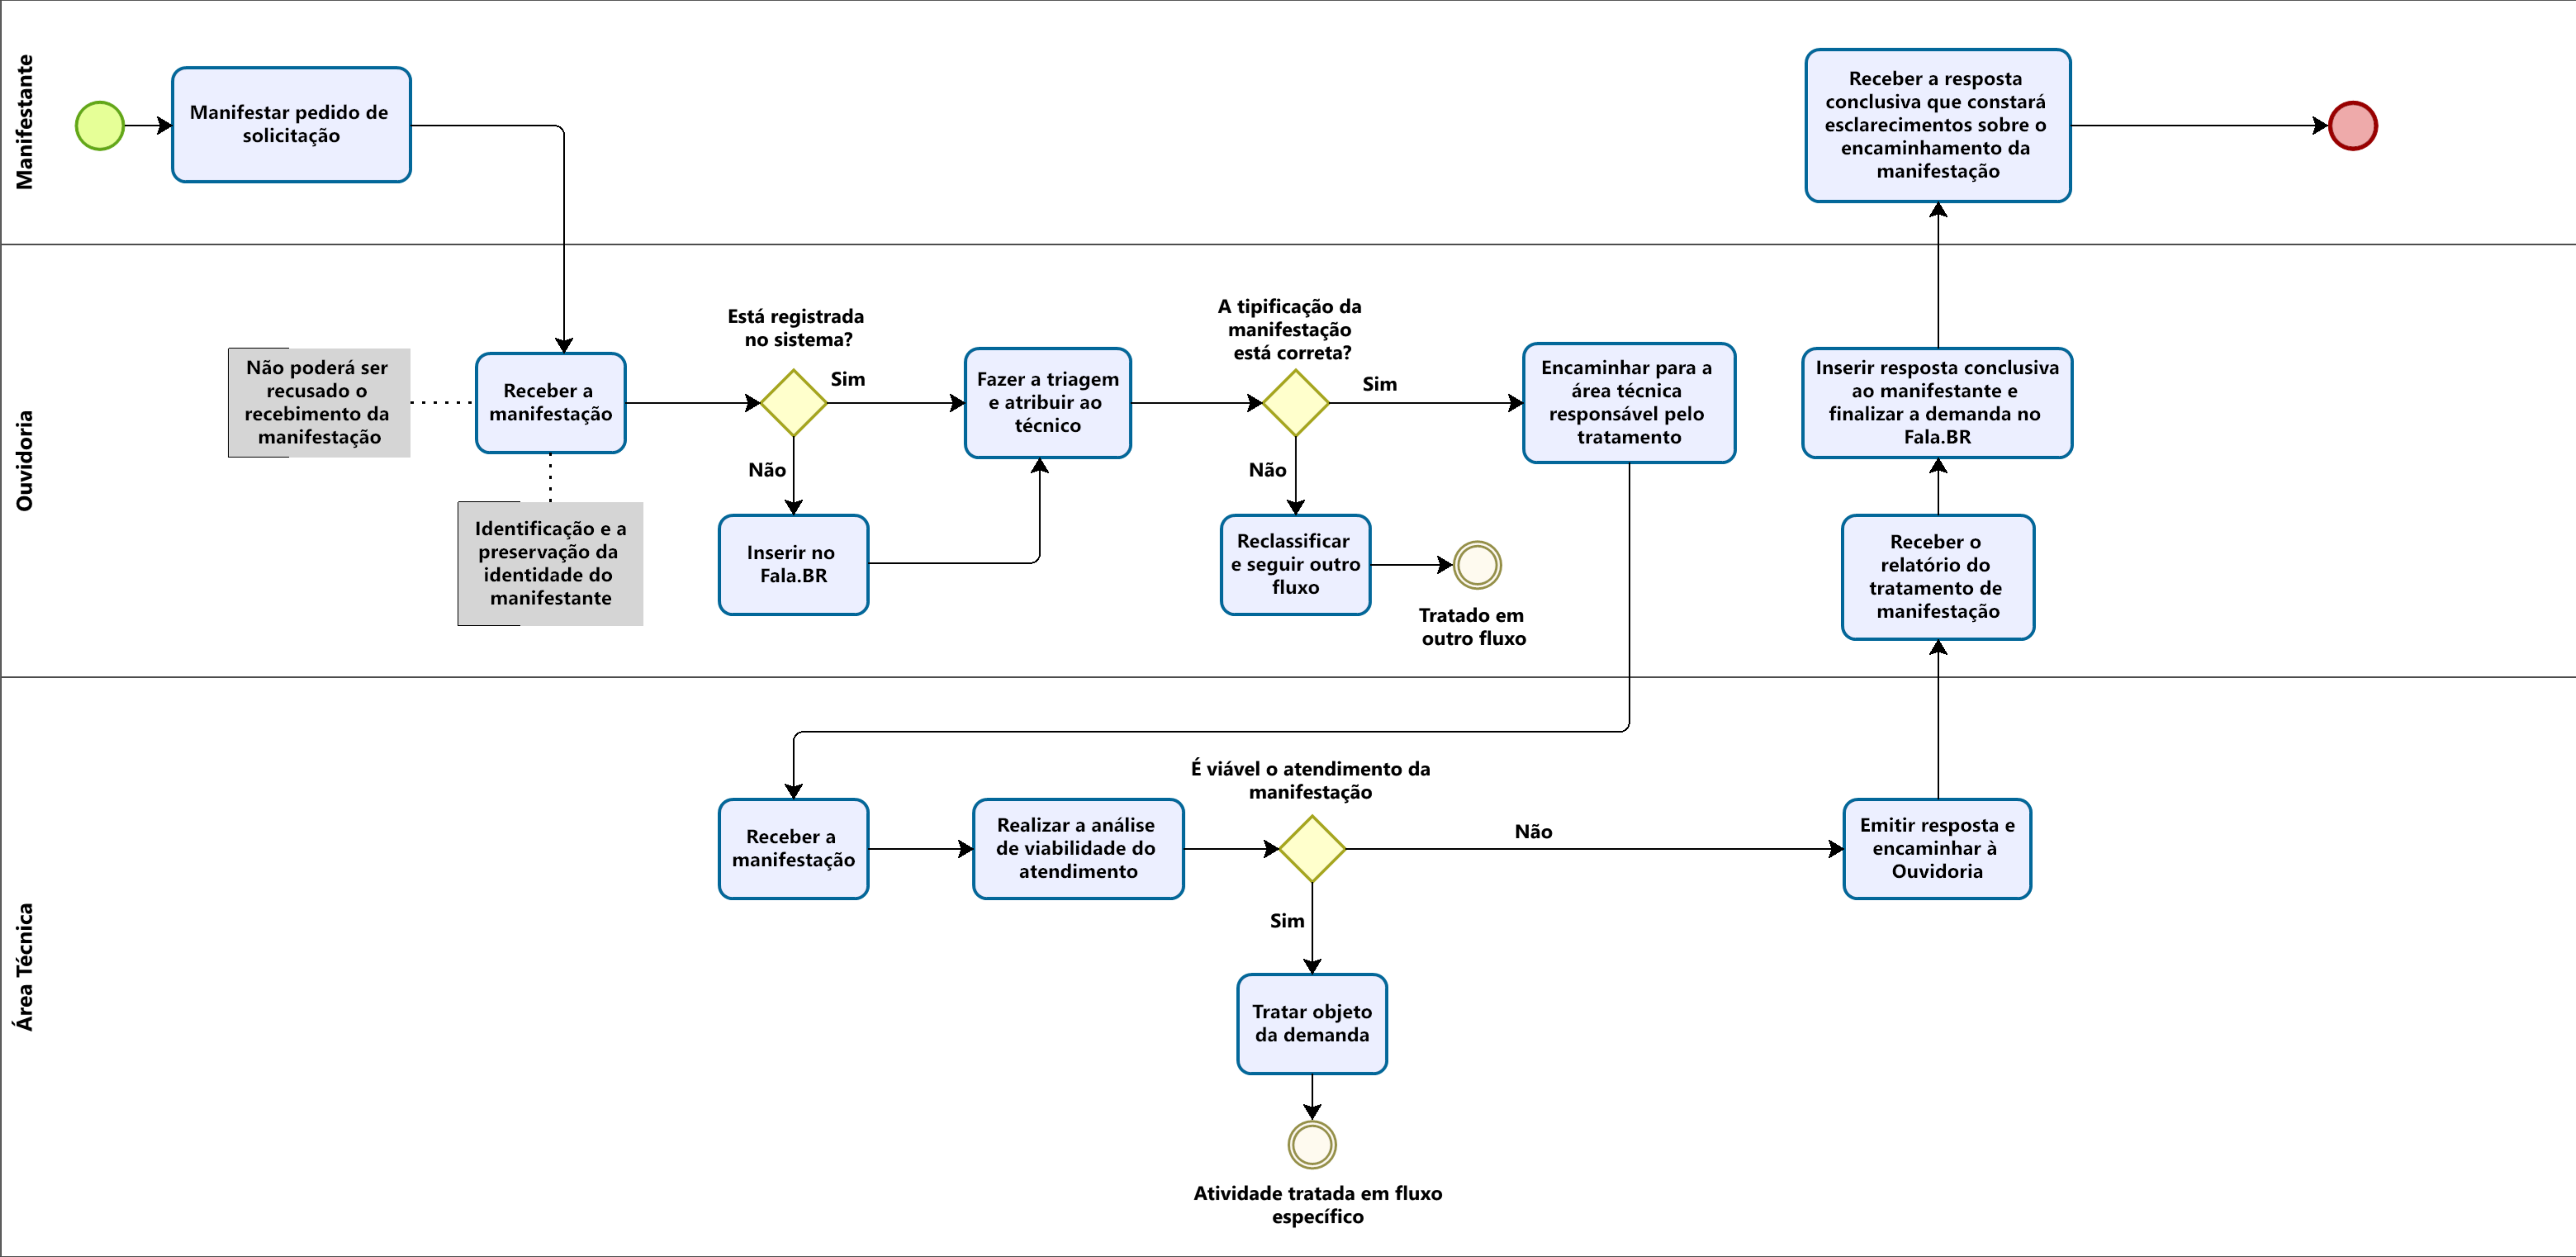 Manifestante
Manifestar pedido de
solicitação
Receber a resposta
conclusiva que constará
esclarecimentos sobre o
encaminhamento da
manifestação
Ouvidoria
Não poderá ser
recusado o
recebimento da
manifestação
Receber a
manifestação
Identificação e a
preservação da
identidade do
manifestante
Está registrada
no sistema?
Sim
Não
Inserir no
Fala.BR
Fazer a triagem
e atribuir ao
técnico
A tipificação da
manifestação
está correta?
Sim
Não
Reclassificar
e seguir outro
fluxo
Tratado em
outro fluxo
Encaminhar para a
área técnica
responsável pelo
tratamento
Inserir resposta conclusiva
ao manifestante e
finalizar a demanda no
Fala.BR
Receber o
relatório do
tratamento de
manifestação
Área Técnica
Receber a
manifestação
Realizar a análise
de viabilidade do
atendimento
É viável o atendimento da
manifestação
Não
Sim
Emitir resposta e
encaminhar à
Ouvidoria
Tratar objeto
da demanda
Atividade tratada em fluxo
específico